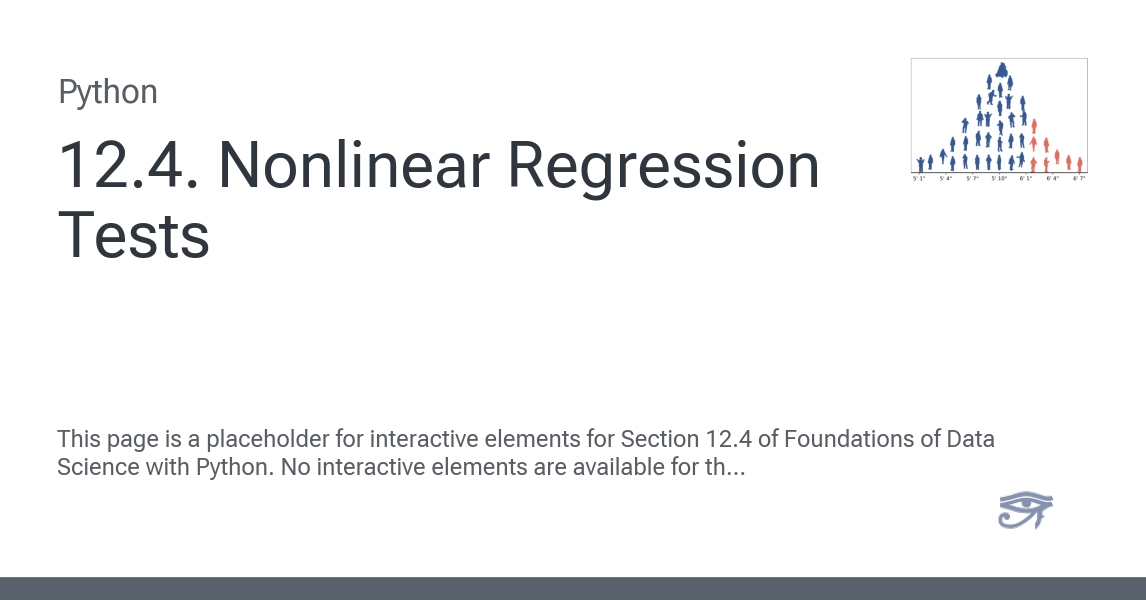 Python
12.4. Nonlinear Regression
Tests
5' 1" 5' 4" 5' 7" 5' 10" 6' 1" 6' 4" 6' 7"
This page is a placeholder for interactive elements for Section 12.4 of Foundations of Data
Science with Python. No interactive elements are available for th...